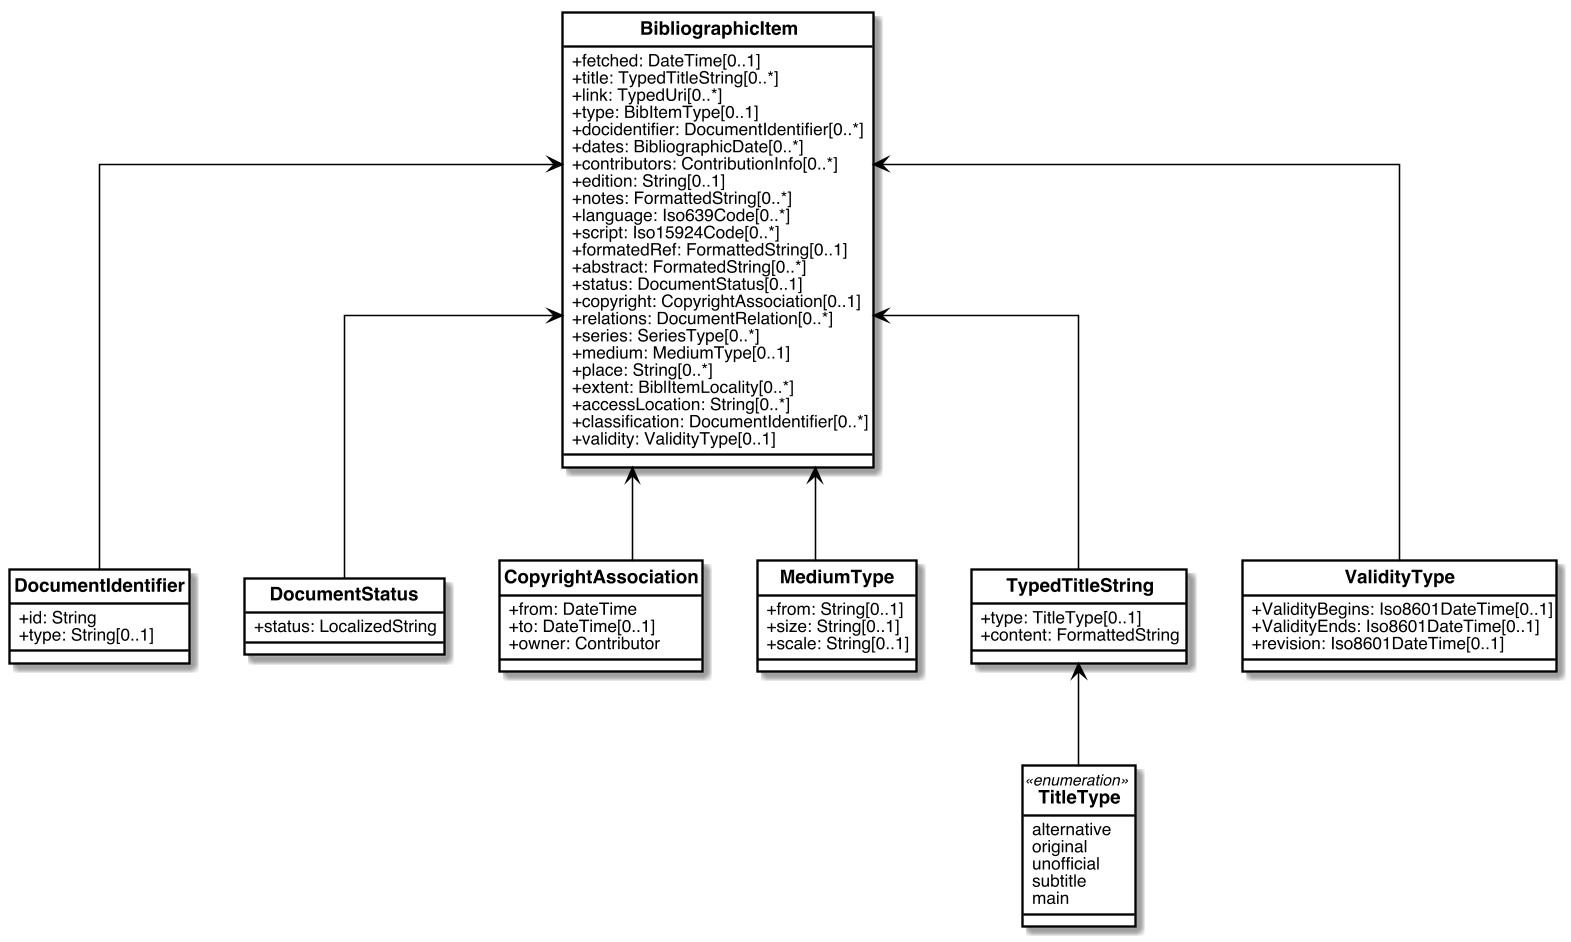 BibliographicItem
+fetched: DateTime[0..1]
+title: TypedTitleString[0..*]
+link: TypedUri[0..*]
+type: BibItemType[0..1]
+docidentifier: DocumentIdentifier[0..*]
+dates: BibliographicDate[0..*]
+contributors: ContributionInfo[0..*]
+edition: String[0..1]
+notes: FormattedString[0..*]
+language: Iso639Code[0..*]
+script: Iso15924Code[0..*]
+formatedRef: FormattedString[0..1]
+abstract: FormatedString[0..*]
+status: DocumentStatus[0..1]
+copyright: CopyrightAssociation[0..1]
+relations: DocumentRelation[0..*]
+series: SeriesType[0..*]
+medium: MediumType[0..1]
+place: String[0..*]
+extent: BiblItemLocality[0..*]
+accessLocation: String[0..*]
+classification: DocumentIdentifier[0..*]
+validity: ValidityType[0..1]
DocumentIdentifier
+id: String
+type: String[0..1]
DocumentStatus
+status: LocalizedString
CopyrightAssociation
+from: DateTime
+to: DateTime[0..1]
+owner: Contributor
MediumType
+from: String[0..1]
+size: String[0..1]
+scale: String[0..1]
TypedTitleString
+type: TitleType[0..1]
+content: FormattedString
ValidityType
+ValidityBegins: Iso8601DateTime[0..1]
+ValidityEnds: Iso8601DateTime[0..1]
+revision: Iso8601DateTime[0..1]
«enumeration»
TitleType
alternative
original
unofficial
subtitle
main